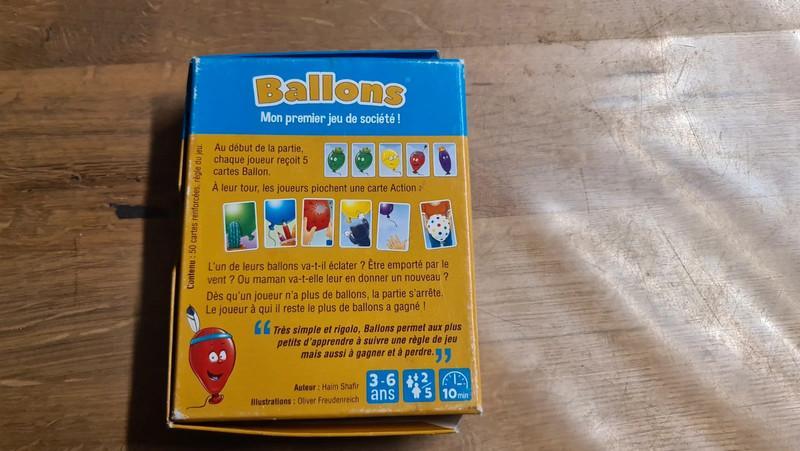 Ballons
Mon premier jeu de société !
Au début de la partie,
chaque joueur reçoit 5
cartes Ballon.
À leur tour, les joueurs piochent une carte Action :
L'un de leurs ballons va-t-il éclater ? Être emporté par le
vent ? Ou maman va-t-elle leur en donner un nouveau ?
Dès qu'un joueur n'a plus de ballons, la partie s'arrête.
Le joueur à qui il reste le plus de ballons a gagné !
“ Très simple et rigolo, Ballons permet aux plus
petits d'apprendre à suivre une règle de jeu
mais aussi à gagner et à perdre. ”
Auteur : Haim Shafir
Illustrations : Oliver Freudenreich
3-6
ans
2/5
10 min
Contenu : 50 cartes renforcées, règle du jeu.